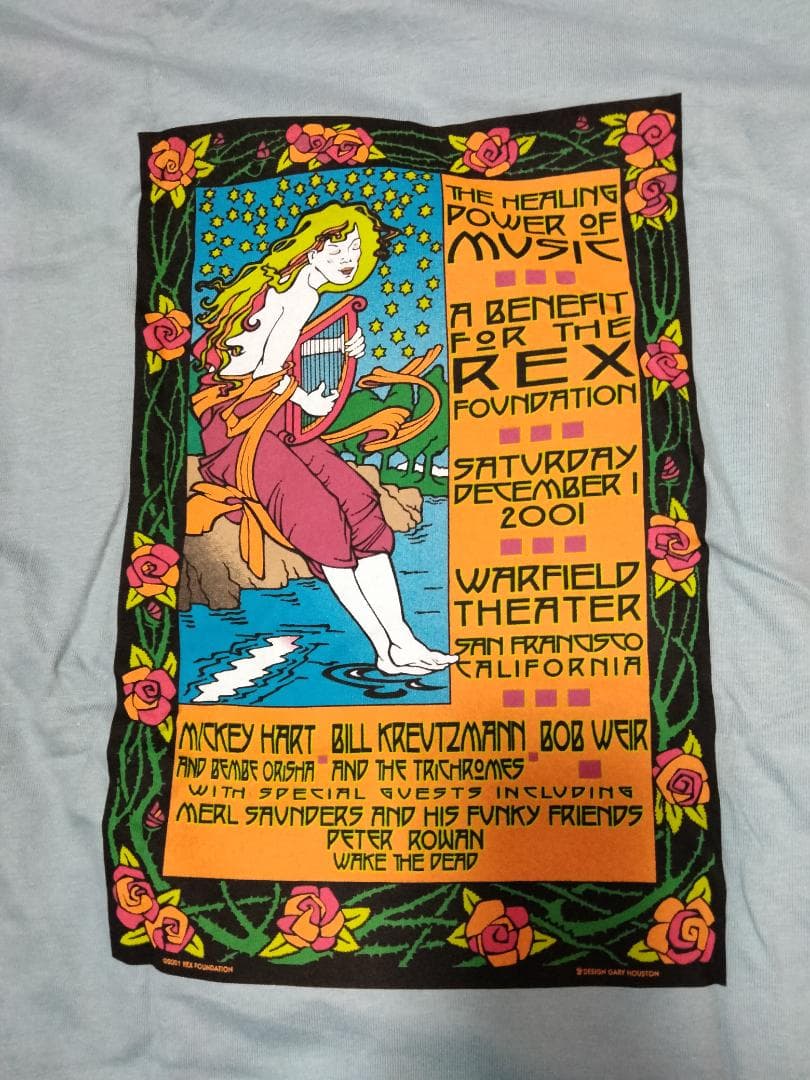 THE HEALING
POWER OF
MUSIC
A BENEFIT
FOR THE
REX
FOUNDATION
SATURDAY
DECEMBER 1
2001
WARFIELD
THEATER
SAN FRANCISCO
CALIFORNIA
MICKEY HART BILL KREUTZMANN BOB WEIR
AND BEMBE ORISHA AND THE TRICHROMES
WITH SPECIAL GUESTS INCLUDING
MERL SAUNDERS AND HIS FUNKY FRIENDS
PETER ROWAN
WAKE THE DEAD
©2001 REX FOUNDATION
DESIGN GARY HOUSTON